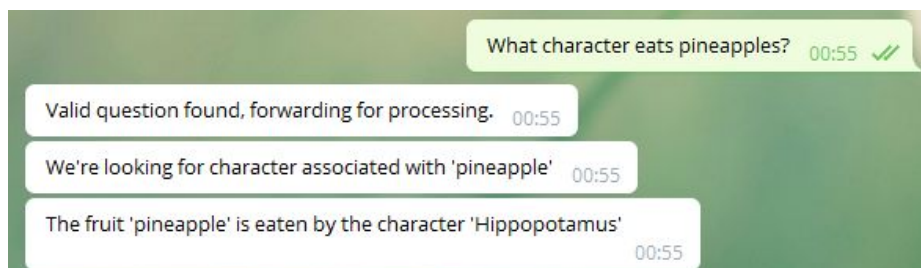 What character eats pineapples? 00:55
Valid question found, forwarding for processing. 00:55
We're looking for character associated with 'pineapple' 00:55
The fruit 'pineapple' is eaten by the character 'Hippopotamus'
00:55